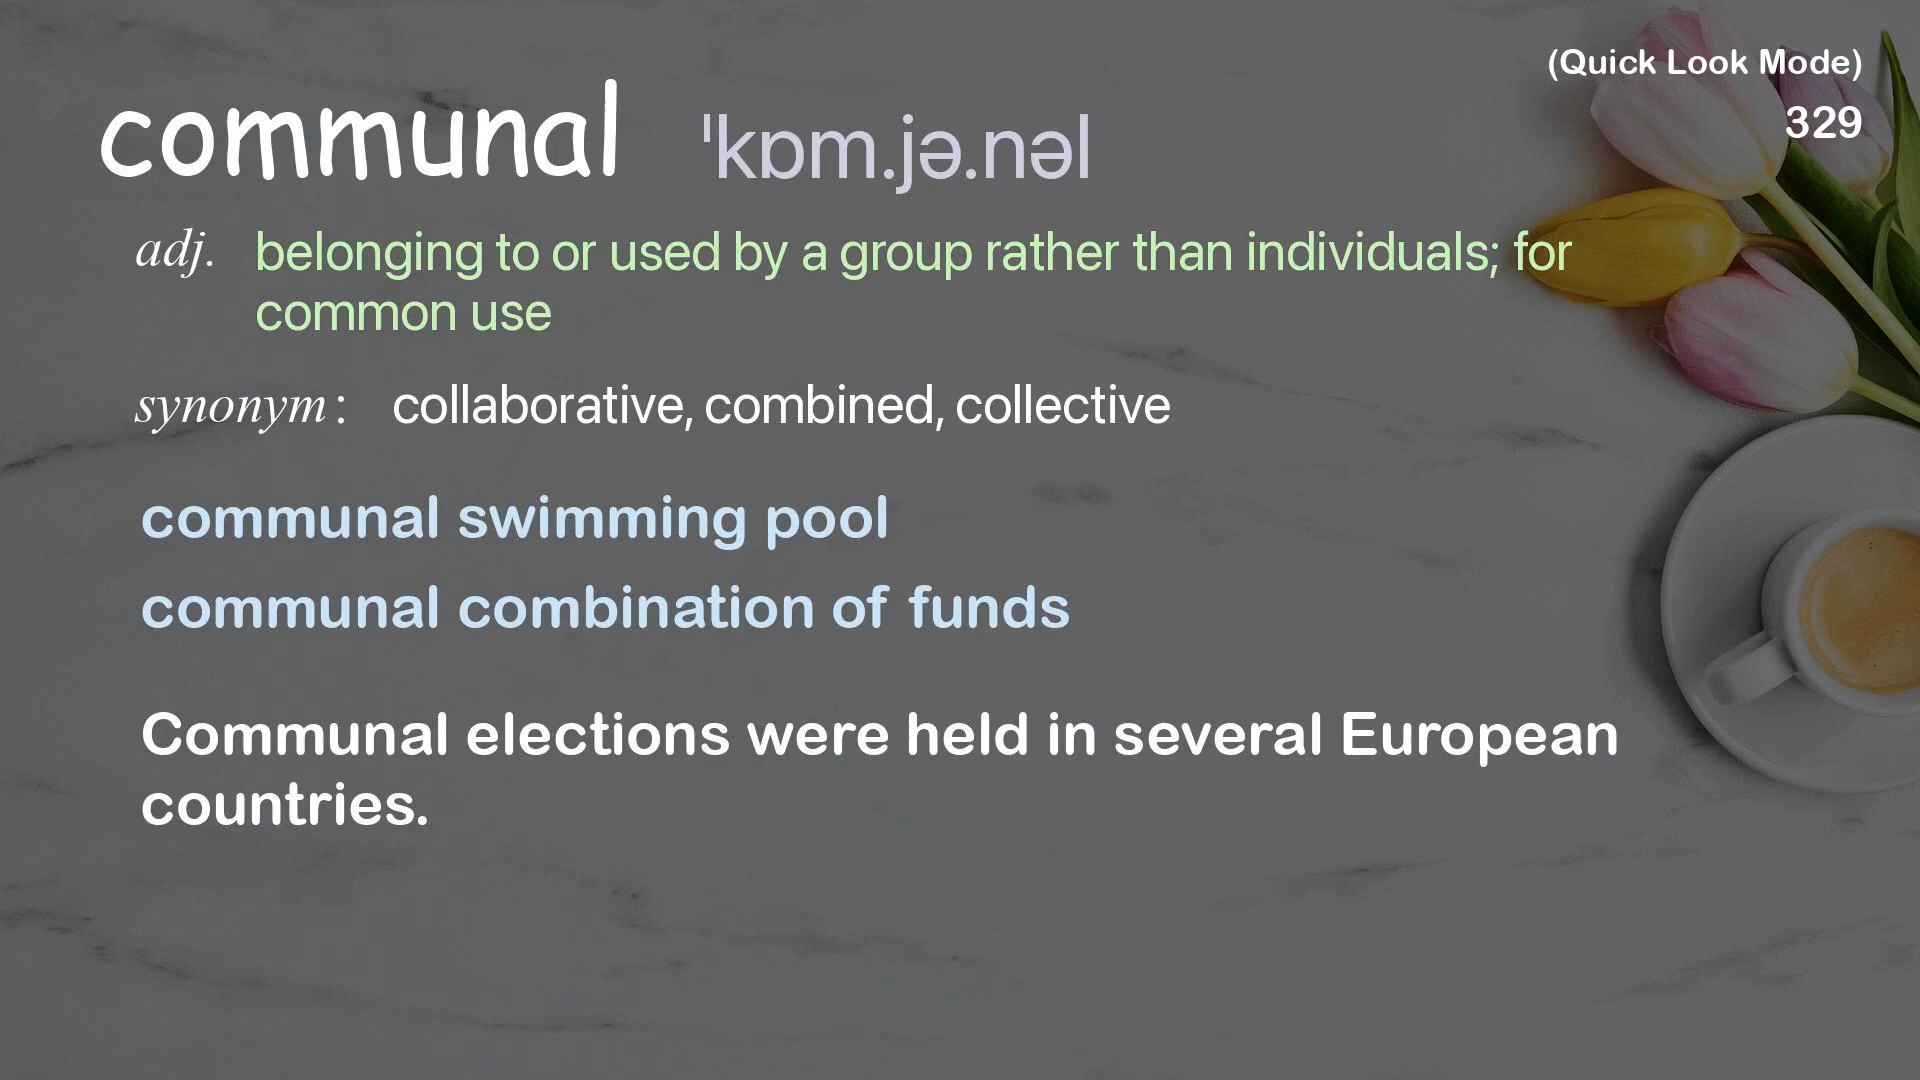 (Quick Look Mode)
329
communal ˈkɒm.jə.nəl
adj. belonging to or used by a group rather than individuals; for
common use
synonym : collaborative, combined, collective
communal swimming pool
communal combination of funds
Communal elections were held in several European
countries.